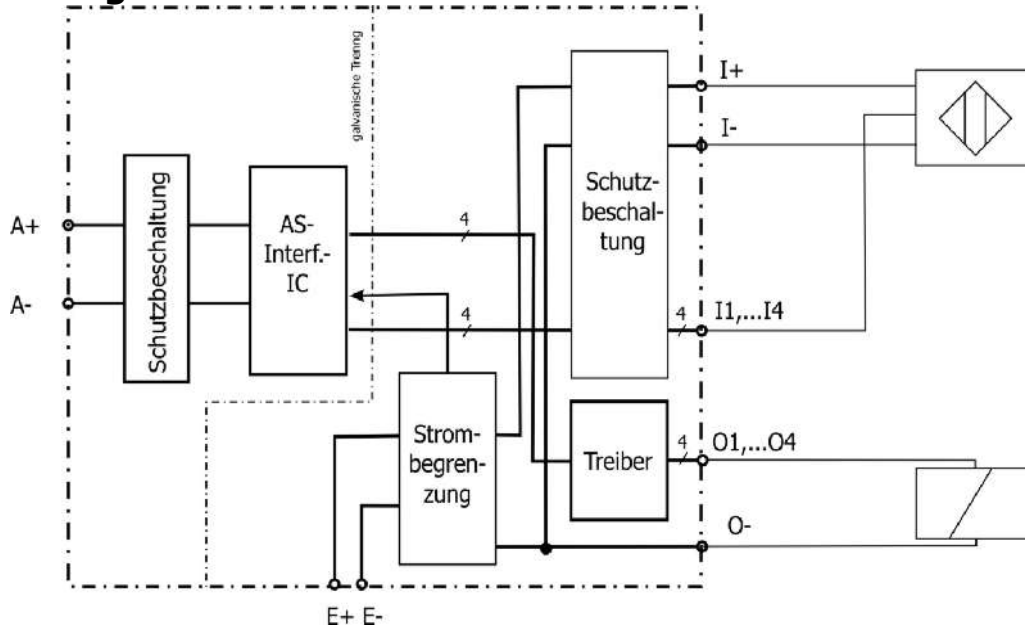 galvanische Trenng
I+
I-
Schutzbeschaltung
AS-
Interf.-
IC
Schutz-
beschal-
tung
A+
A-
4
4
4
I1,...I4
Strom-
begren-
zung
Treiber
4
O1,...O4
O-
E+ E-